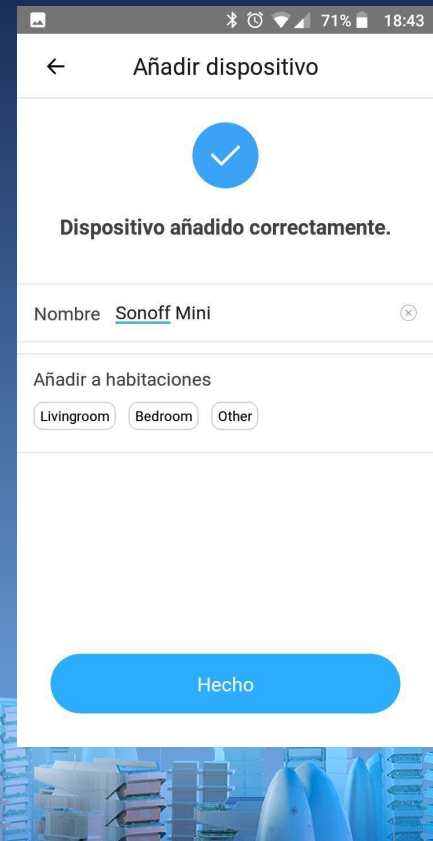 71% 18:43
Añadir dispositivo
Dispositivo añadido correctamente.
Nombre Sonoff Mini
Añadir a habitaciones
Livingroom Bedroom Other
Hecho